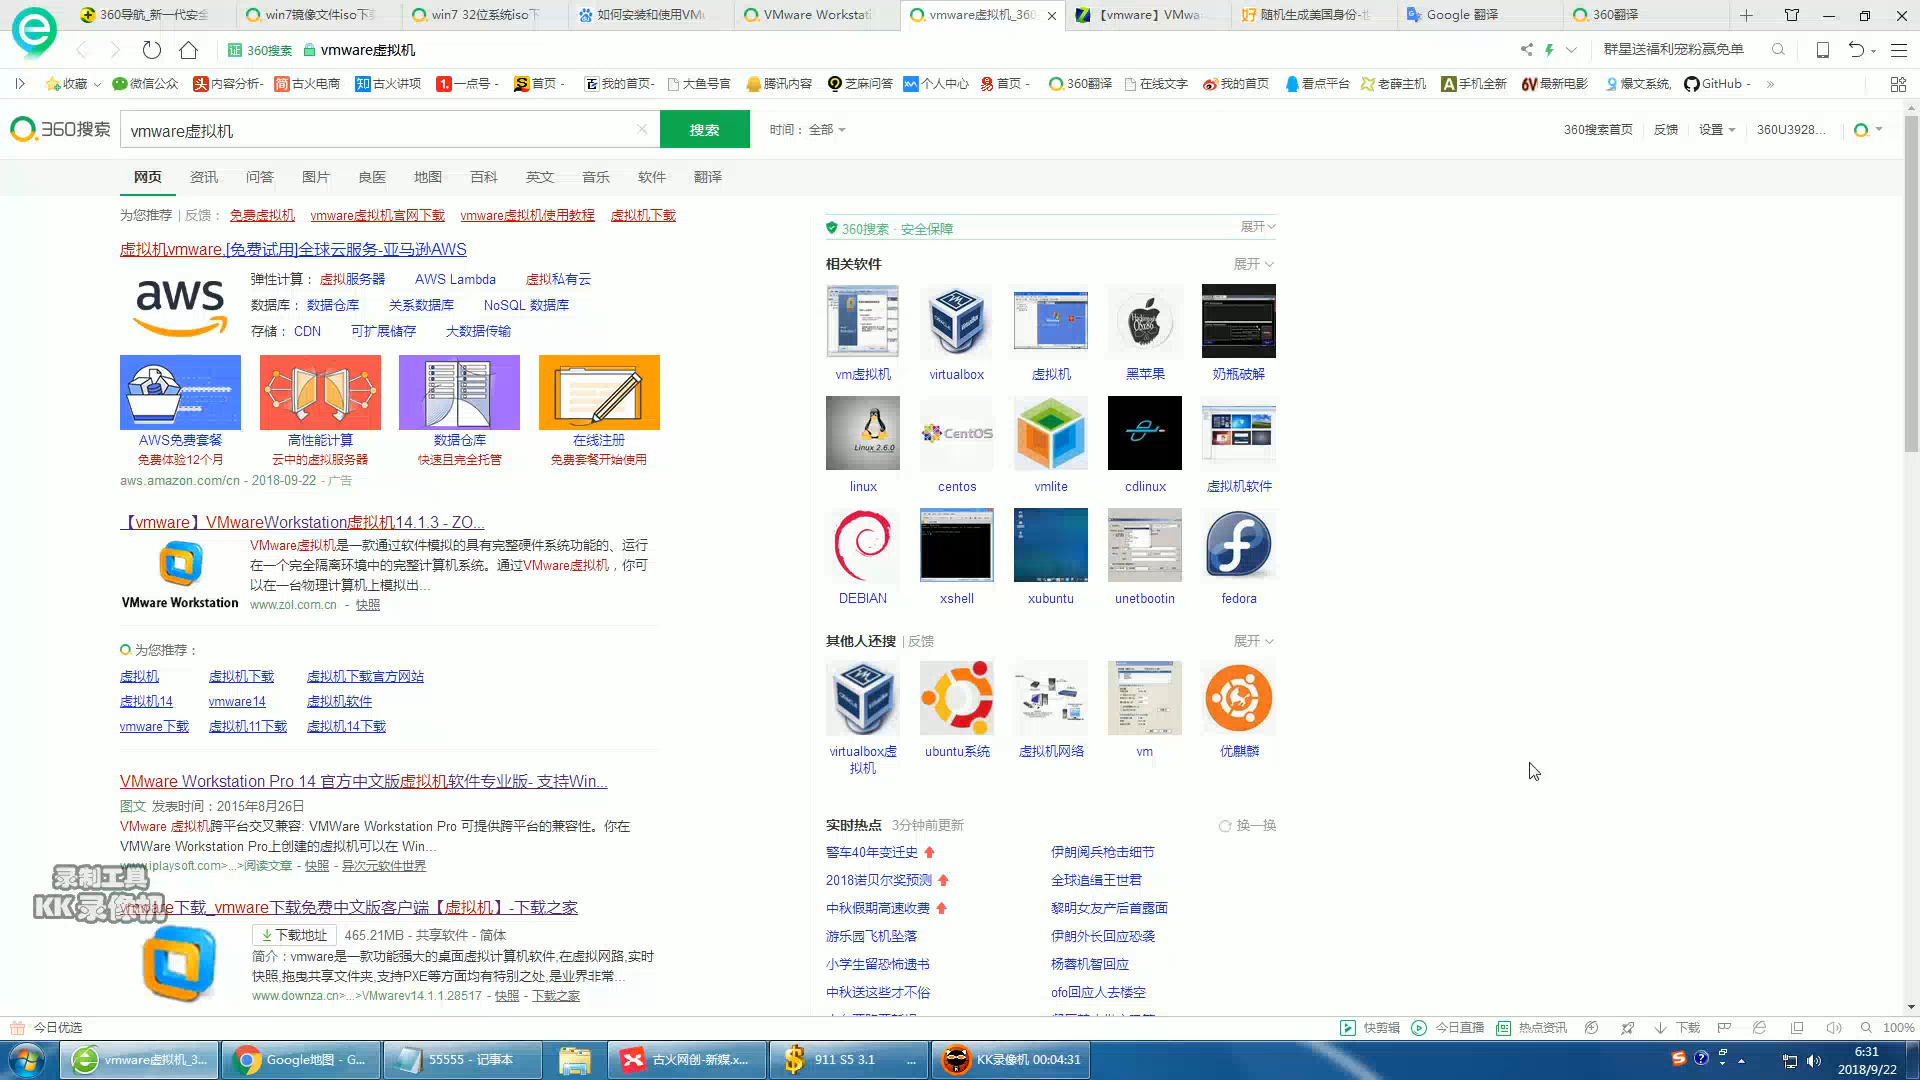 360导航_新一代安全
win7镜像文件iso下载
win7 32位系统iso下
如何安装和使用VMw
VMware Workstati
vmware虚拟机_360
【vmware】VMwa
随机生成美国身份-世
Google 翻译
360翻译
360搜索
vmware虚拟机
群星送福利宠粉赢免单
收藏
微信公众
内容分析-
古火电商
古火讲项
一点号 -
首页 -
我的首页-
大鱼号官
腾讯内容
芝麻问答
个人中心
首页 -
360翻译
在线文字
我的首页
看点平台
老薛主机
手机全新
最新电影
爆文系统,
GitHub -
360搜索
vmware虚拟机
搜索
时间： 全部
360搜索首页
反馈
设置
360U3928...
网页
资讯
问答
图片
良医
地图
百科
英文
音乐
软件
翻译
为您推荐 | 反馈： 免费虚拟机 vmware虚拟机官网下载 vmware虚拟机使用教程 虚拟机下载
虚拟机vmware,[免费试用]全球云服务-亚马逊AWS
aws
弹性计算： 虚拟服务器 AWS Lambda 虚拟私有云
数据库： 数据仓库 关系数据库 NoSQL 数据库
存储： CDN 可扩展储存 大数据传输
AWS免费套餐
免费体验12个月
高性能计算
云中的虚拟服务器
数据仓库
快速且完全托管
在线注册
免费套餐开始使用
aws.amazon.com/cn - 2018-09-22 - 广告
【vmware】VMwareWorkstation虚拟机14.1.3 - ZO...
VMware Workstation
VMware虚拟机是一款通过软件模拟的具有完整硬件系统功能的、运行
在一个完全隔离环境中的完整计算机系统。通过VMware虚拟机，你可
以在一台物理计算机上模拟出...
www.zol.com.cn - 快照
为您推荐：
虚拟机 虚拟机下载 虚拟机下载官方网站
虚拟机14 vmware14 虚拟机软件
vmware下载 虚拟机11下载 虚拟机14下载
VMware Workstation Pro 14 官方中文版虚拟机软件专业版- 支持Win...
图文 发表时间：2015年8月26日
VMware 虚拟机跨平台交叉兼容: VMWare Workstation Pro 可提供跨平台的兼容性。你在
VMWare Workstation Pro上创建的虚拟机可以在 Win...
www.iplaysoft.com>...>阅读文章 - 快照 - 异次元软件世界
录制工具
KK录像机
vmware下载_vmware下载免费中文版客户端【虚拟机】-下载之家
下载地址 465.21MB - 共享软件 - 简体
简介：vmware是一款功能强大的桌面虚拟计算机软件,在虚拟网路,实时
快照,拖曳共享文件夹,支持PXE等方面均有特别之处,是业界非常...
www.downza.cn>...>VMwarev14.1.1.28517 - 快照 - 下载之家
360搜索 · 安全保障
展开
相关软件
展开
vm虚拟机
virtualbox
虚拟机
黑苹果
奶瓶破解
Linux 2.6.0
CentOS
linux
centos
vmlite
cdlinux
虚拟机软件
DEBIAN
xshell
xubuntu
unetbootin
fedora
其他人还搜 | 反馈
展开
virtualbox虚
拟机
ubuntu系统
虚拟机网络
vm
优麒麟
实时热点 3分钟前更新
换一换
警车40年变迁史
伊朗阅兵枪击细节
2018诺贝尔奖预测
全球追缉王世君
中秋假期高速收费
黎明女友产后首露面
游乐园飞机坠落
伊朗外长回应恐袭
小学生留恐怖遗书
杨蓉机智回应
中秋送这些才不俗
ofo回应人去楼空
今日优选
快剪辑
今日直播
热点资讯
下载
100%
vmware虚拟机_3...
Google地图 - G...
55555 - 记事本
古火网创-新媒.x...
911 S5 3.1 ...
KK录像机 00:04:31
6:31
2018/9/22